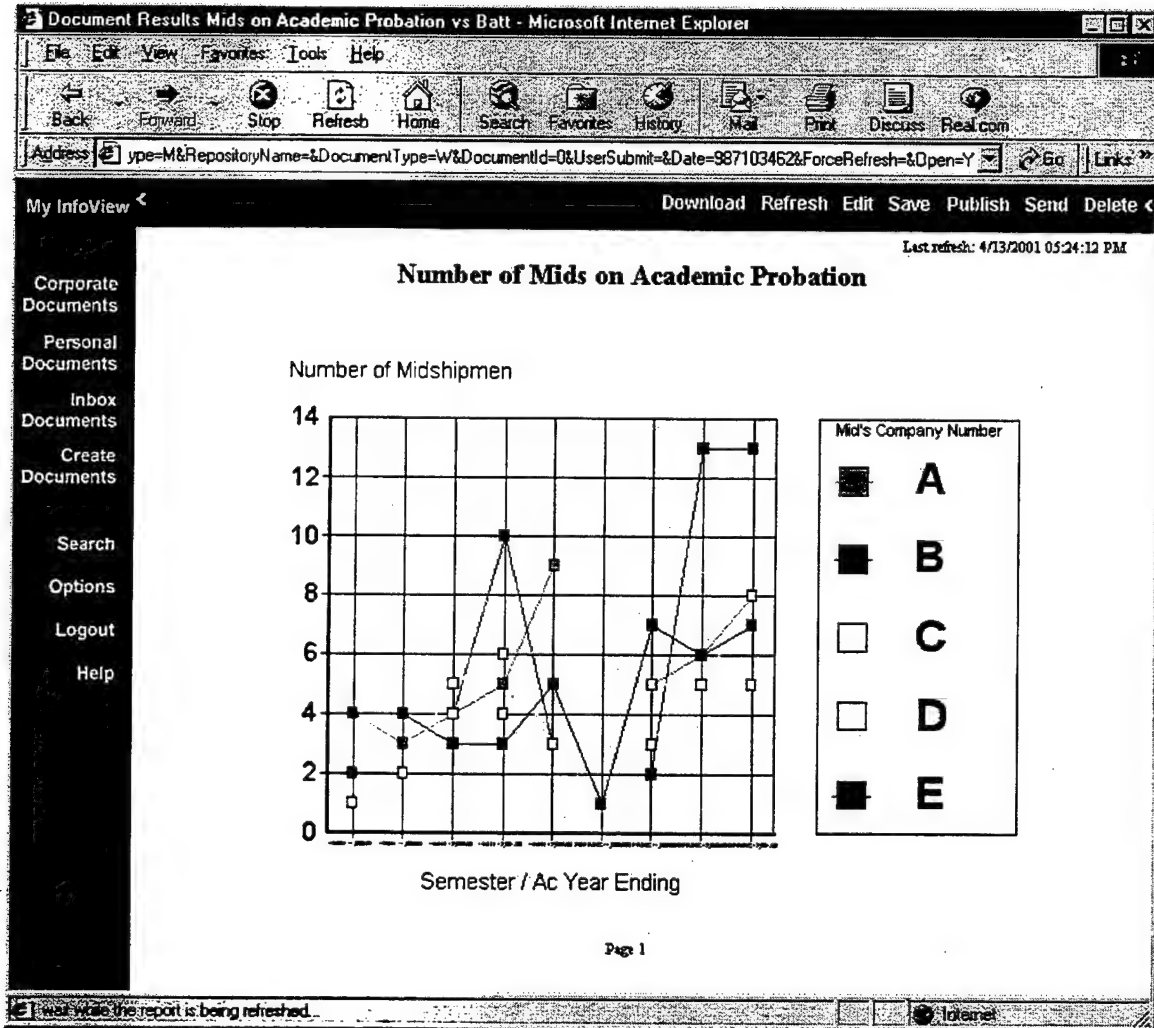 Document Results Mids on Academic Probation vs Batt - Microsoft Internet Explorer
File Edit View Favorites Tools Help
Back Forward Stop Refresh Home Search Favorites History Mail Print Discuss Real.com
Address ype=M&RepositoryName=&DocumentType=W&DocumentId=0&UserSubmit=&Date=987103462&ForceRefresh=&Open=Y Go Links »
My InfoView < Download Refresh Edit Save Publish Send Delete <
Last refresh: 4/13/2001 05:24:12 PM
Number of Mids on Academic Probation
Corporate
Documents
Personal
Documents
Inbox
Documents
Create
Documents
Search
Options
Logout
Help
Number of Midshipmen
14
12
10
8
6
4
2
0
Semester / Ac Year Ending
Mid's Company Number
A
B
C
D
E
Page 1
wait while the report is being refreshed... Internet